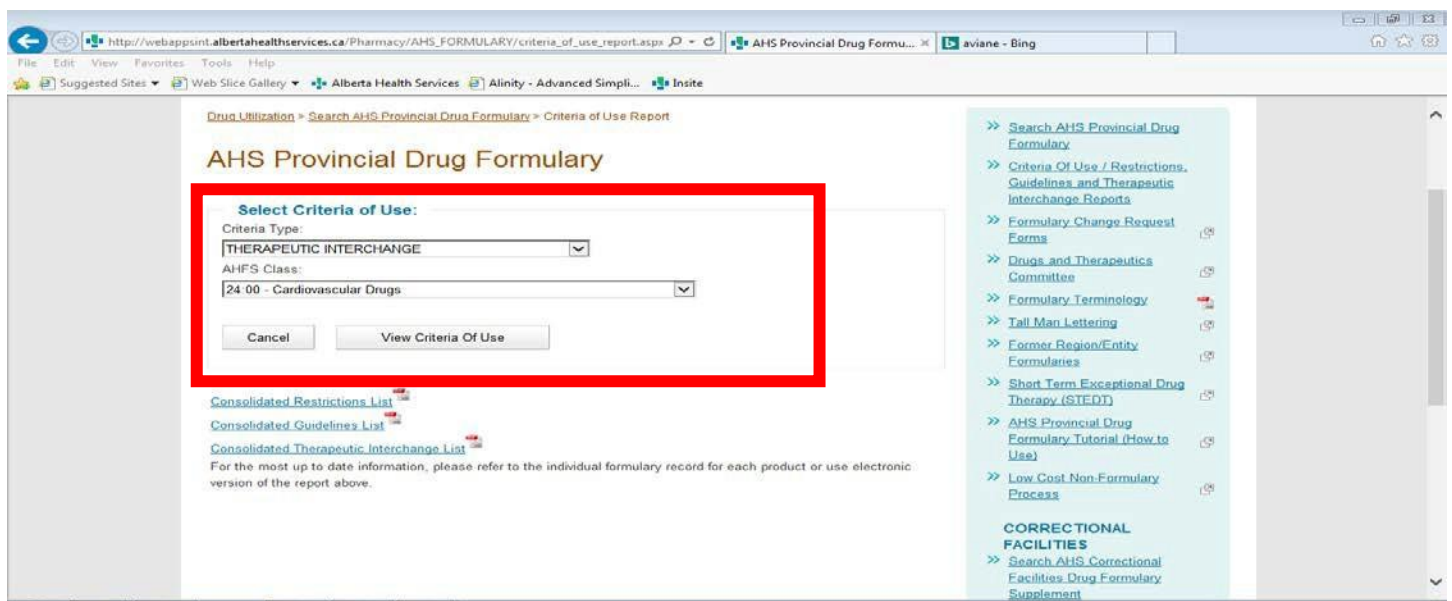 http://webappsint.albertahealthservices.ca/Pharmacy/AHS_FORMULARY/criteria_of_use_report.aspx
AHS Provincial Drug Formu...
aviane - Bing
File Edit View Favorites Tools Help
Suggested Sites Web Slice Gallery Alberta Health Services Alinity - Advanced Simpli... Insite
Drug Utilization > Search AHS Provincial Drug Formulary > Criteria of Use Report
AHS Provincial Drug Formulary
Select Criteria of Use:
Criteria Type:
THERAPEUTIC INTERCHANGE
AHFS Class:
24:00 - Cardiovascular Drugs
Cancel View Criteria Of Use
Consolidated Restrictions List
Consolidated Guidelines List
Consolidated Therapeutic Interchange List
For the most up to date information, please refer to the individual formulary record for each product or use electronic
version of the report above.
>> Search AHS Provincial Drug
Formulary
>> Criteria Of Use / Restrictions,
Guidelines and Therapeutic
Interchange Reports
>> Formulary Change Request
Forms
>> Drugs and Therapeutics
Committee
>> Formulary Terminology
>> Tall Man Lettering
>> Former Region/Entity
Formularies
>> Short Term Exceptional Drug
Therapy (STEDT)
>> AHS Provincial Drug
Formulary Tutorial (How to
Use)
>> Low Cost Non-Formulary
Process
CORRECTIONAL
FACILITIES
>> Search AHS Correctional
Facilities Drug Formulary
Supplement